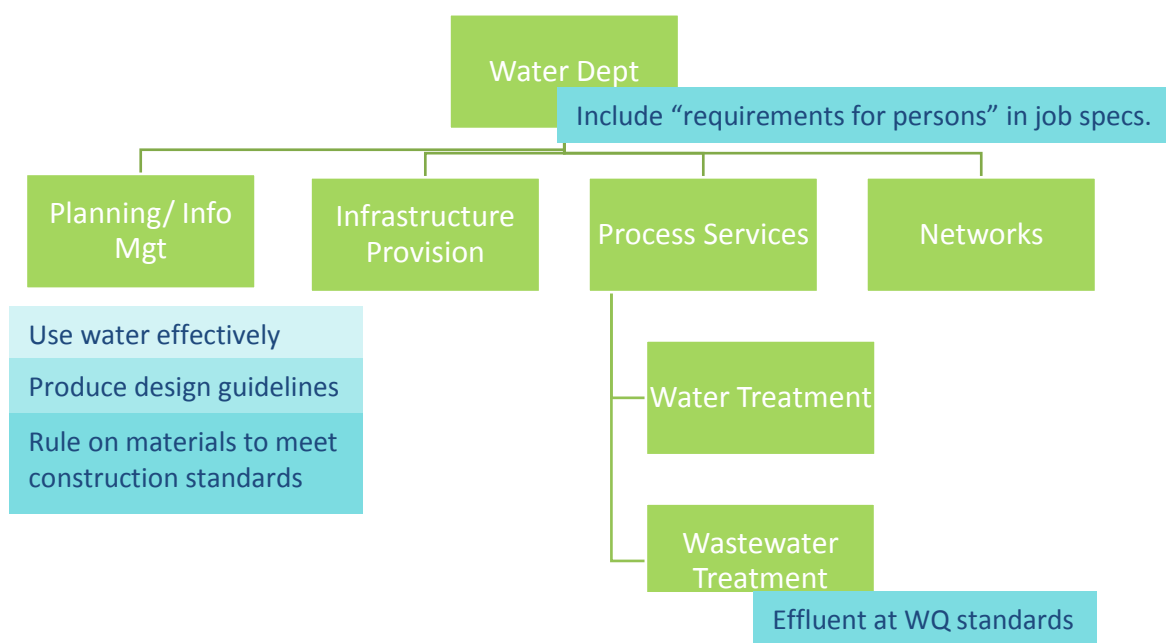 Water Dept
Include “requirements for persons” in job specs.
Planning/ Info
Mgt
Infrastructure
Provision
Process Services
Networks
Use water effectively
Produce design guidelines
Rule on materials to meet
construction standards
Water Treatment
Wastewater
Treatment
Effluent at WQ standards